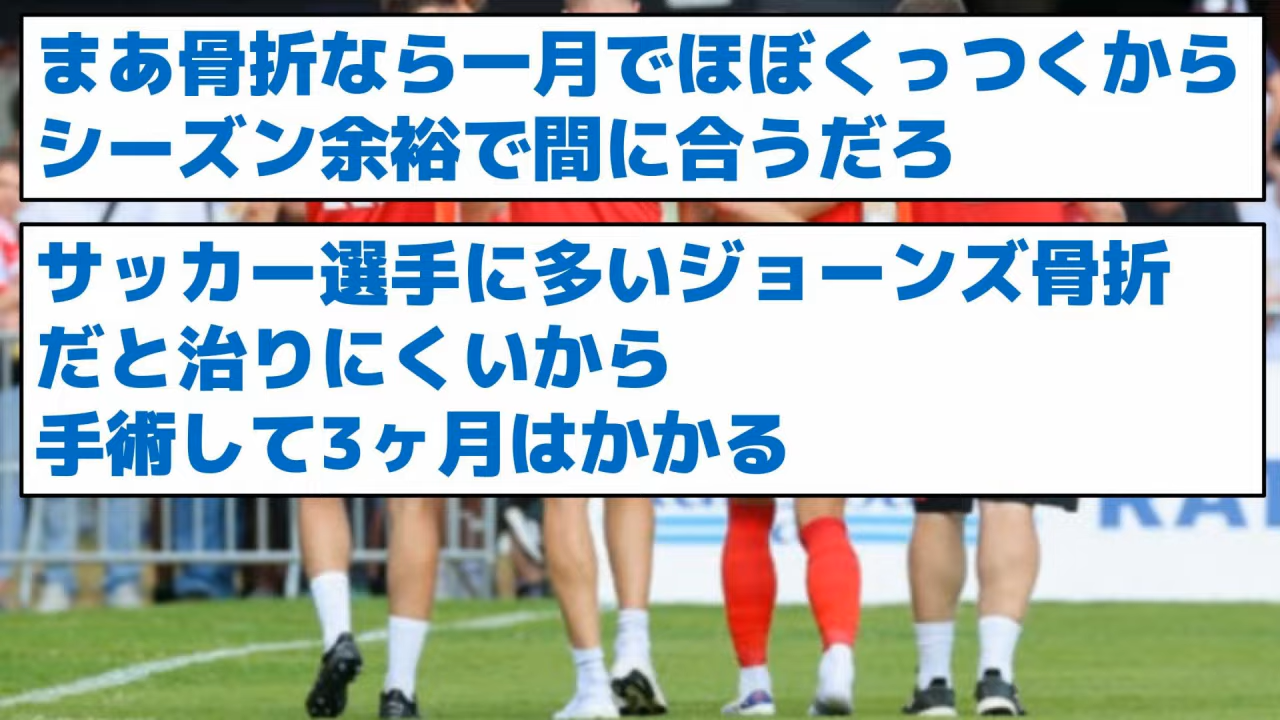 まあ骨折なら一月でほぼくっつくから
シーズン余裕で間に合うだろ
サッカー選手に多いジョーンズ骨折
だと治りにくいから
手術して3ヶ月はかかる